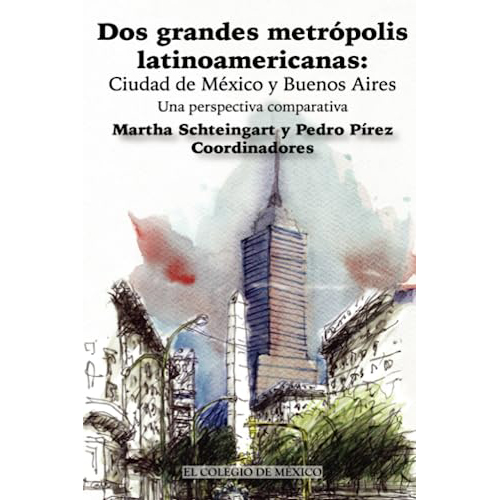 Dos grandes metrópolis
latinoamericanas:
Ciudad de México y Buenos Aires
Una perspectiva comparativa
Martha Schteingart y Pedro Pírez
Coordinadores
EL COLEGIO DE MÉXICO